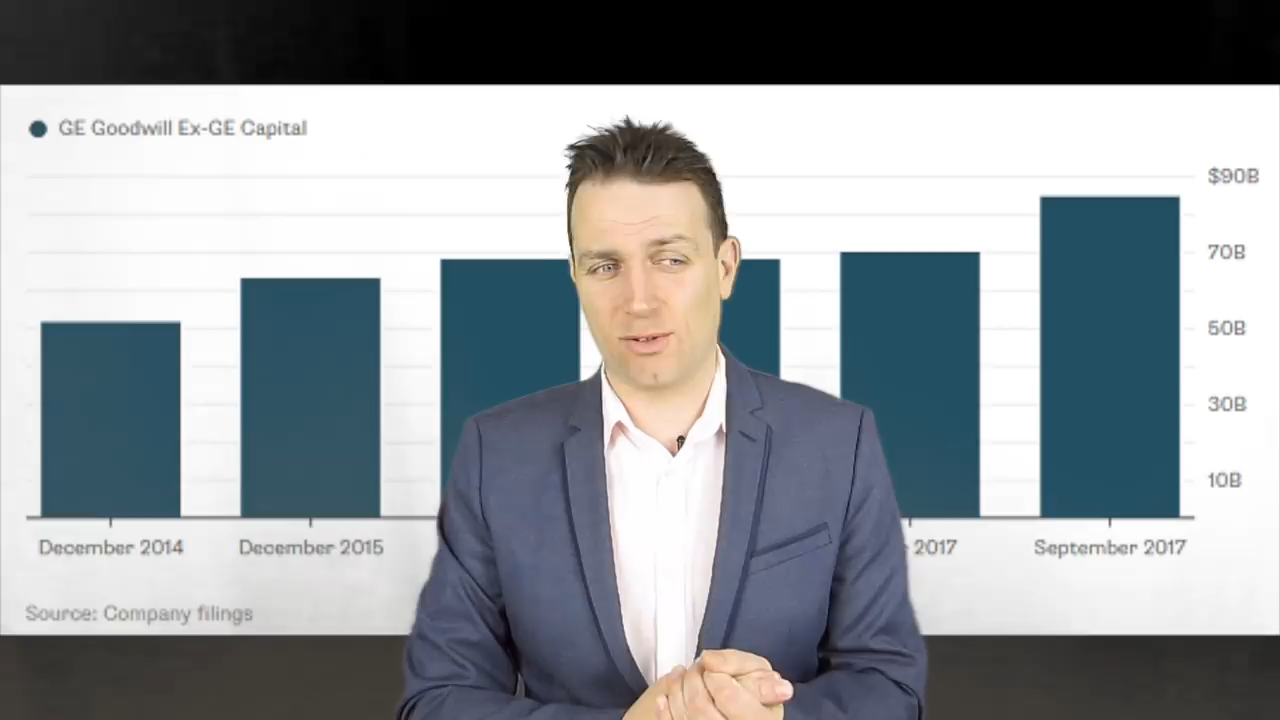 GE Goodwill Ex-GE Capital
$90B
70B
50B
30B
10B
December 2014
December 2015
2017
September 2017
Source: Company filings